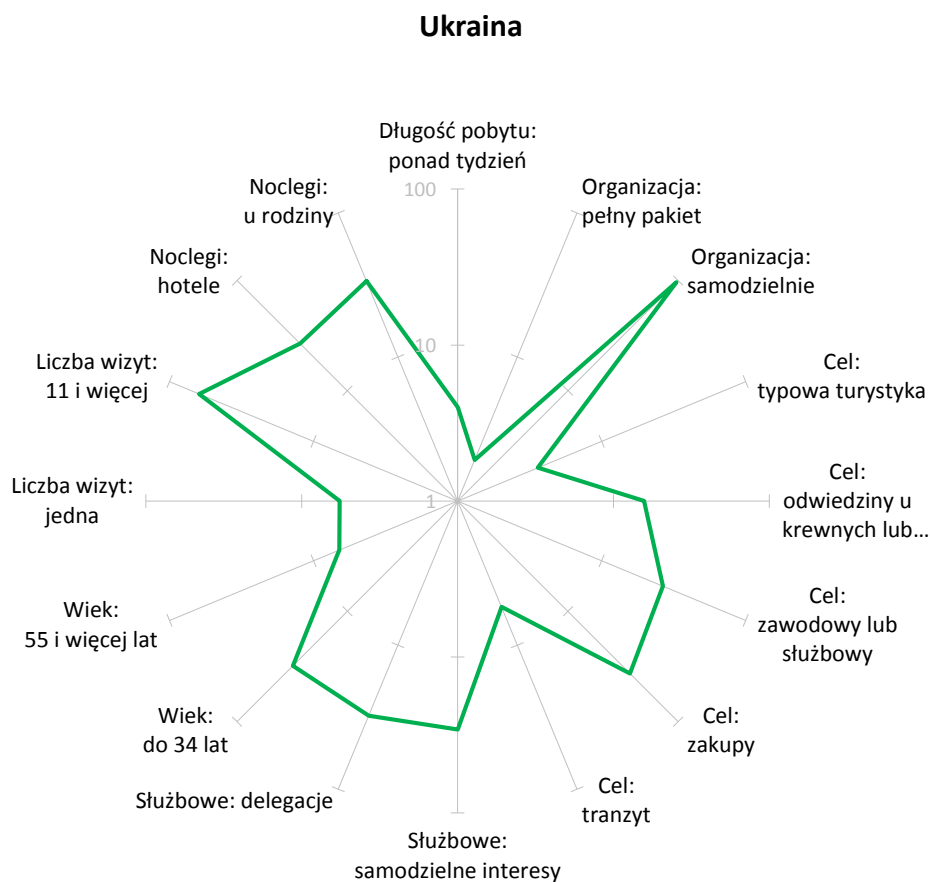 Ukraina
Długość pobytu:
ponad tydzień
Organizacja:
pełny pakiet
Organizacja:
samodzielnie
Cel:
typowa turystyka
Cel:
odwiedziny u
krewnych lub...
Cel:
zawodowy lub
służbowy
Cel:
zakupy
Cel:
tranzyt
Służbowe:
samodzielne interesy
Służbowe: delegacje
Wiek:
do 34 lat
Wiek:
55 i więcej lat
Liczba wizyt:
jedna
Liczba wizyt:
11 i więcej
Noclegi:
hotele
Noclegi:
u rodziny
100
10
1